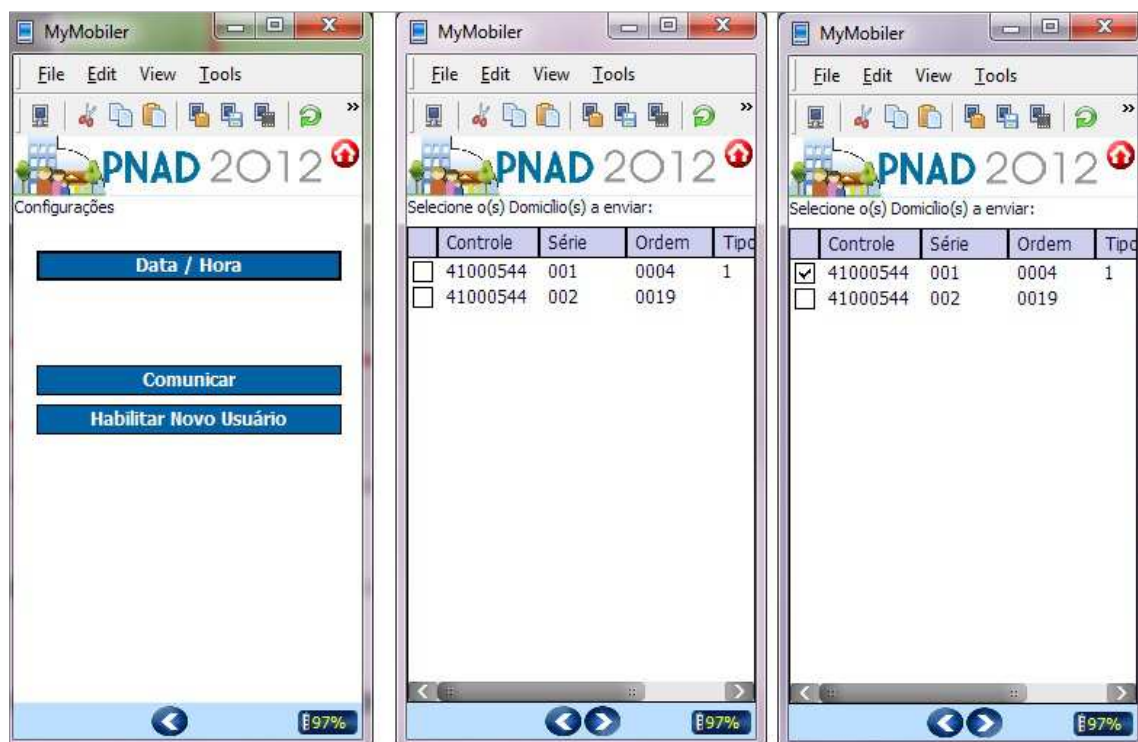 MyMobiler
File Edit View Tools
PNAD 2012
Configurações
Data / Hora
Comunicar
Habilitar Novo Usuário
97%
MyMobiler
File Edit View Tools
PNAD 2012
Selecione o(s) Domicílio(s) a enviar:
Controle Série Ordem Tipo
41000544 001 0004 1
41000544 002 0019
97%
MyMobiler
File Edit View Tools
PNAD 2012
Selecione o(s) Domicílio(s) a enviar:
Controle Série Ordem Tipo
41000544 001 0004 1
41000544 002 0019
97%